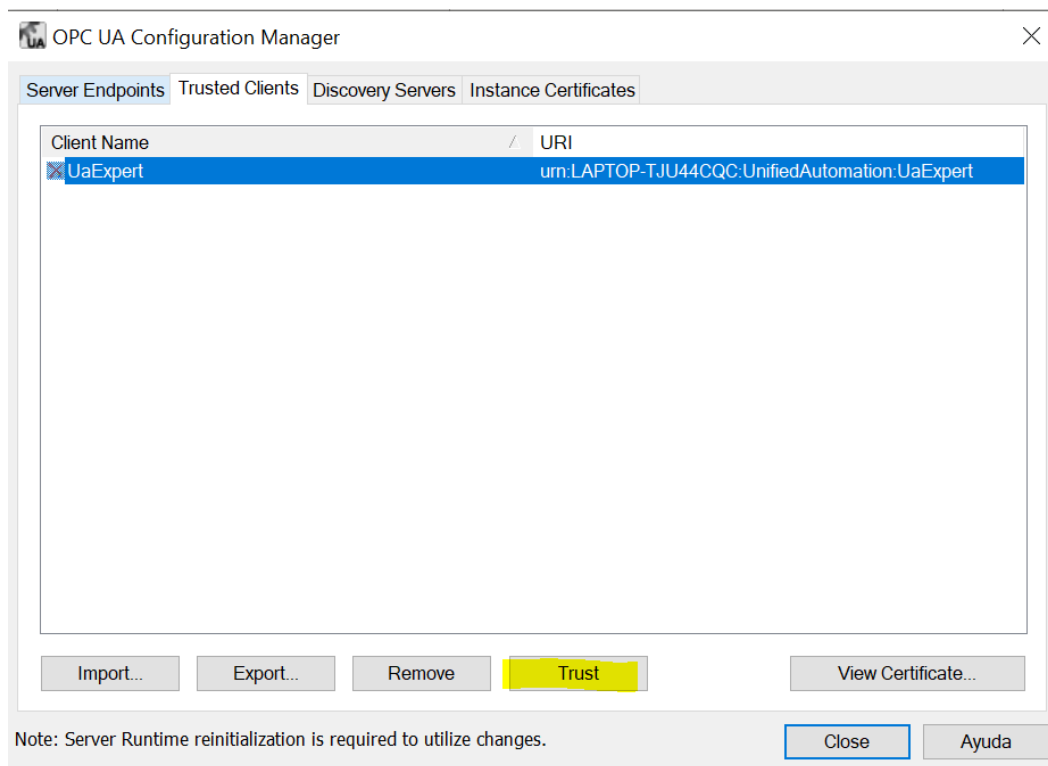 OPC UA Configuration Manager
Server Endpoints Trusted Clients Discovery Servers Instance Certificates
Client Name URI
UaExpert urn:LAPTOP-TJU44CQC:UnifiedAutomation:UaExpert
Import... Export... Remove Trust View Certificate...
Note: Server Runtime reinitialization is required to utilize changes. Close Ayuda